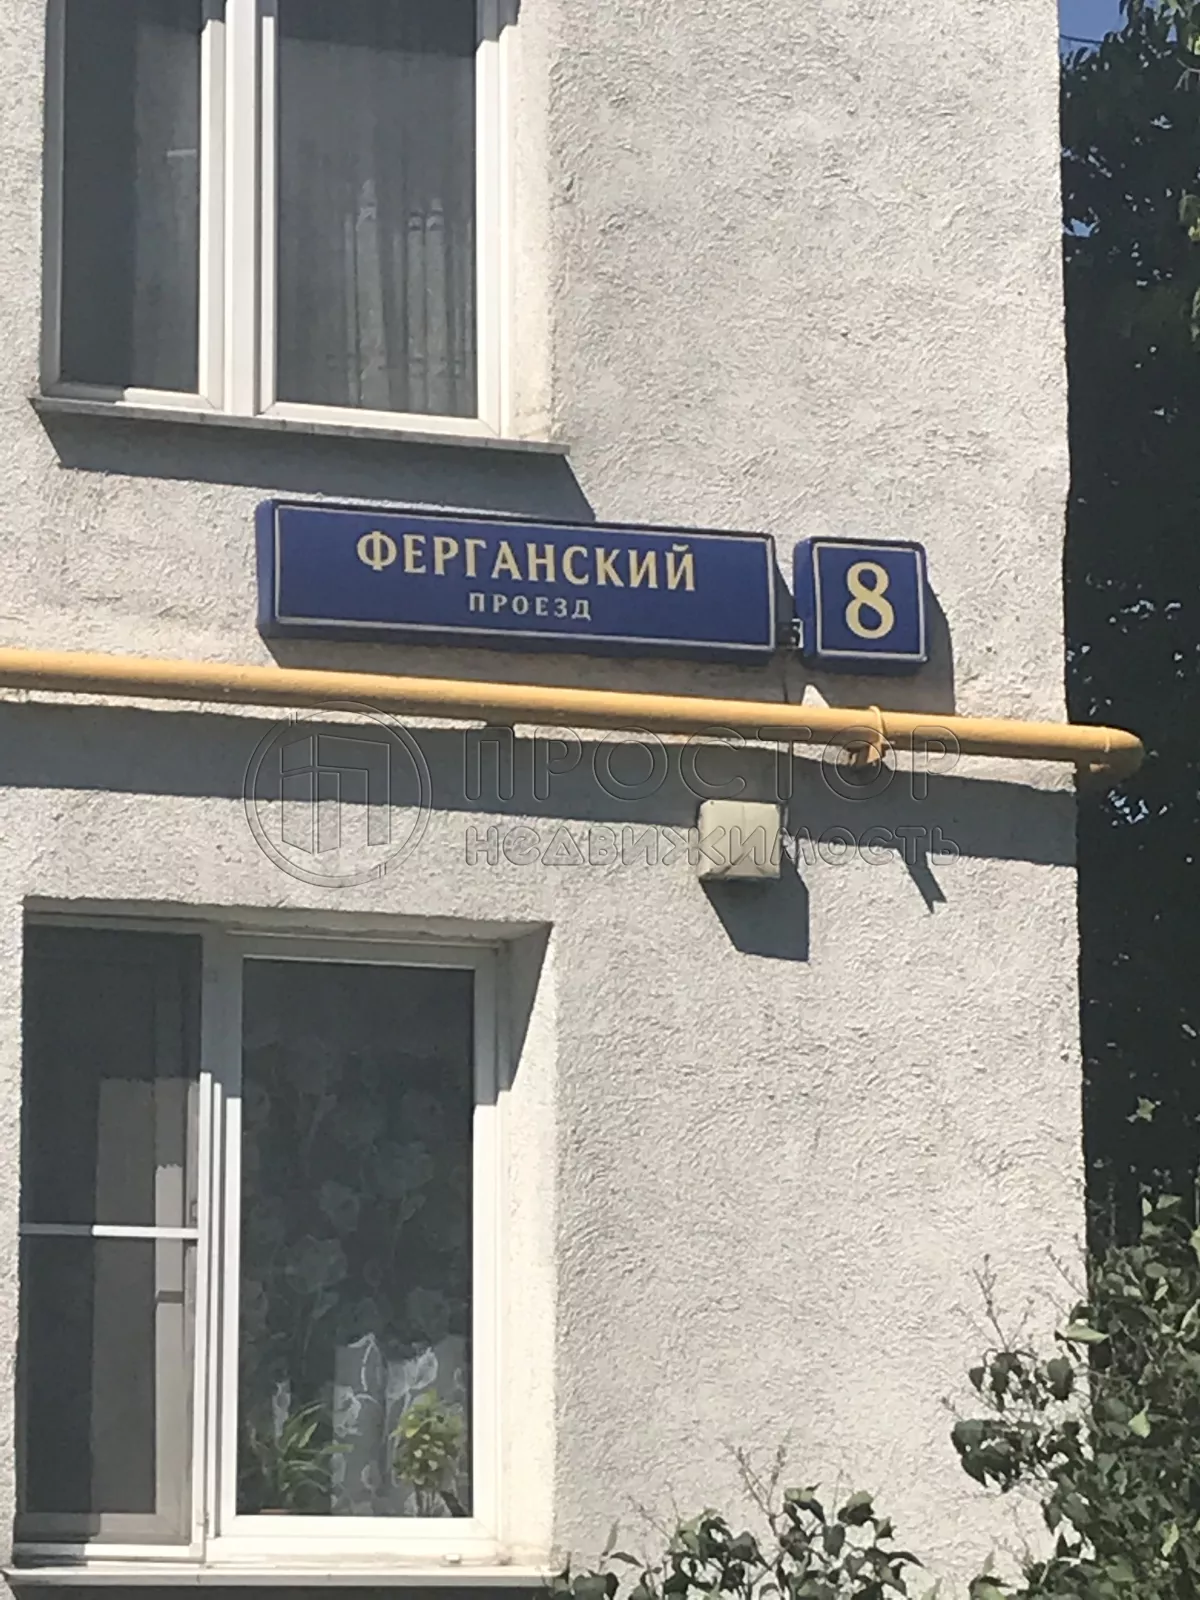 ФЕРГАНСКИЙ
ПРОЕЗД
8
ПРОСТОР
НЕДВИЖИМОСТЬ